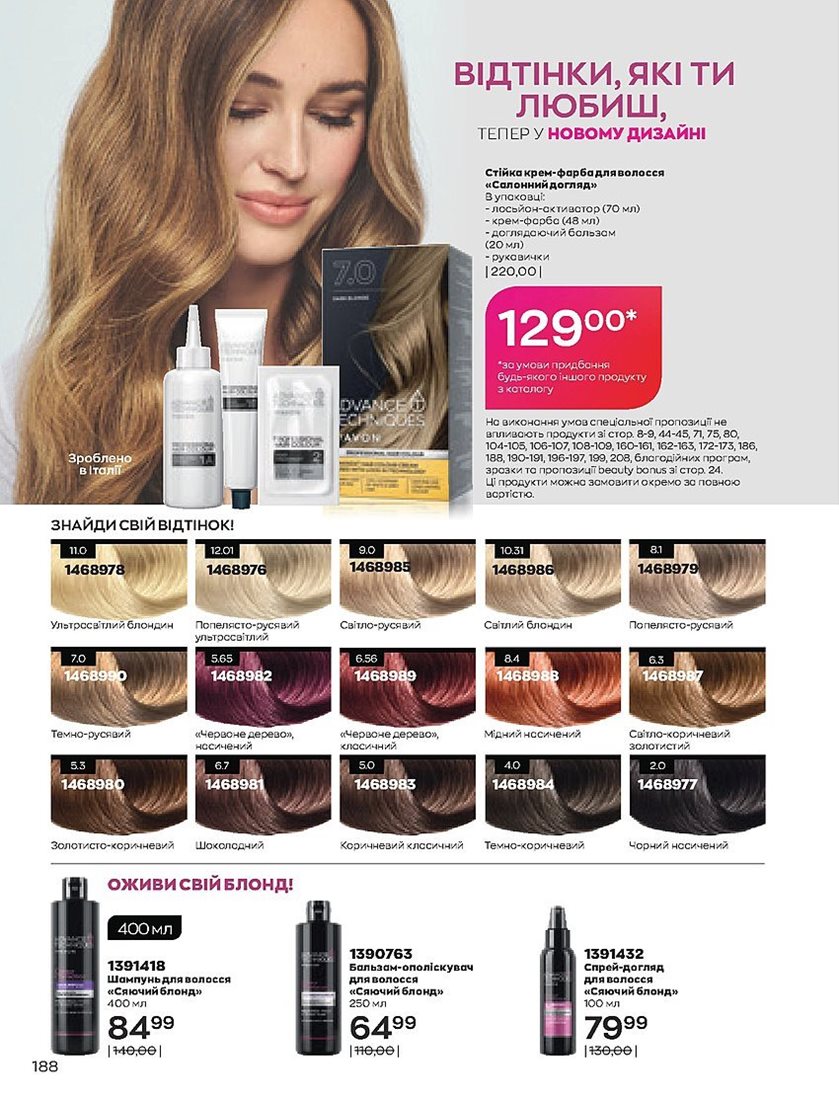 ВІДТІНКИ, ЯКІ ТИ
ЛЮБИШ,
ТЕПЕР У НОВОМУ ДИЗАЙНІ
Стійка крем-фарба для волосся
«Салонний догляд»
В упаковці:
- лосьйон-активатор (70 мл)
- крем-фарба (48 мл)
- доглядаючий бальзам
(20 мл)
- рукавички
| 220,00 |
129⁰⁰*
*за умови придбання
будь-якого іншого продукту
з каталогу
На виконання умов спеціальної пропозиції не
впливають продукти зі стор. 8-9, 44-45, 71, 75, 80,
104-105, 106-107, 108-109, 160-161, 162-163, 172-173, 186,
188, 190-191, 196-197, 199, 208, благодійних програм,
зразки та пропозиції beauty bonus зі стор. 24.
Ці продукти можна замовити окремо за повною
вартістю.
7.0
DARK BLONDE
ADVANCE
TECHNIQUES
AVON
1A
2
Зроблено
в Італії
ЗНАЙДИ СВІЙ ВІДТІНОК!
11.0 12.01 9.0 10.31 8.1
1468978 1468976 1468985 1468986 1468979
Ультросвітлий блондин Попелясто-русявий Світло-русявий Світлий блондин Попелясто-русявий
ультросвітлий
7.0 5.65 6.56 8.4 6.3
1468990 1468982 1468989 1468988 1468987
Темно-русявий «Червоне дерево», «Червоне дерево», Мідний насичений Світло-коричневий
насичений класичний золотистий
5.3 6.7 5.0 4.0 2.0
1468980 1468981 1468983 1468984 1468977
Золотисто-коричневий Шоколадний Коричневий класичний Темно-коричневий Чорний насичений
ОЖИВИ СВІЙ БЛОНД!
400 мл
1391418
Шампунь для волосся
«Сяючий блонд»
400 мл
84⁹⁹
| 140,00 |
1390763
Бальзам-ополіскувач
для волосся
«Сяючий блонд»
250 мл
64⁹⁹
| 110,00 |
1391432
Спрей-догляд
для волосся
«Сяючий блонд»
100 мл
79⁹⁹
| 130,00 |
188